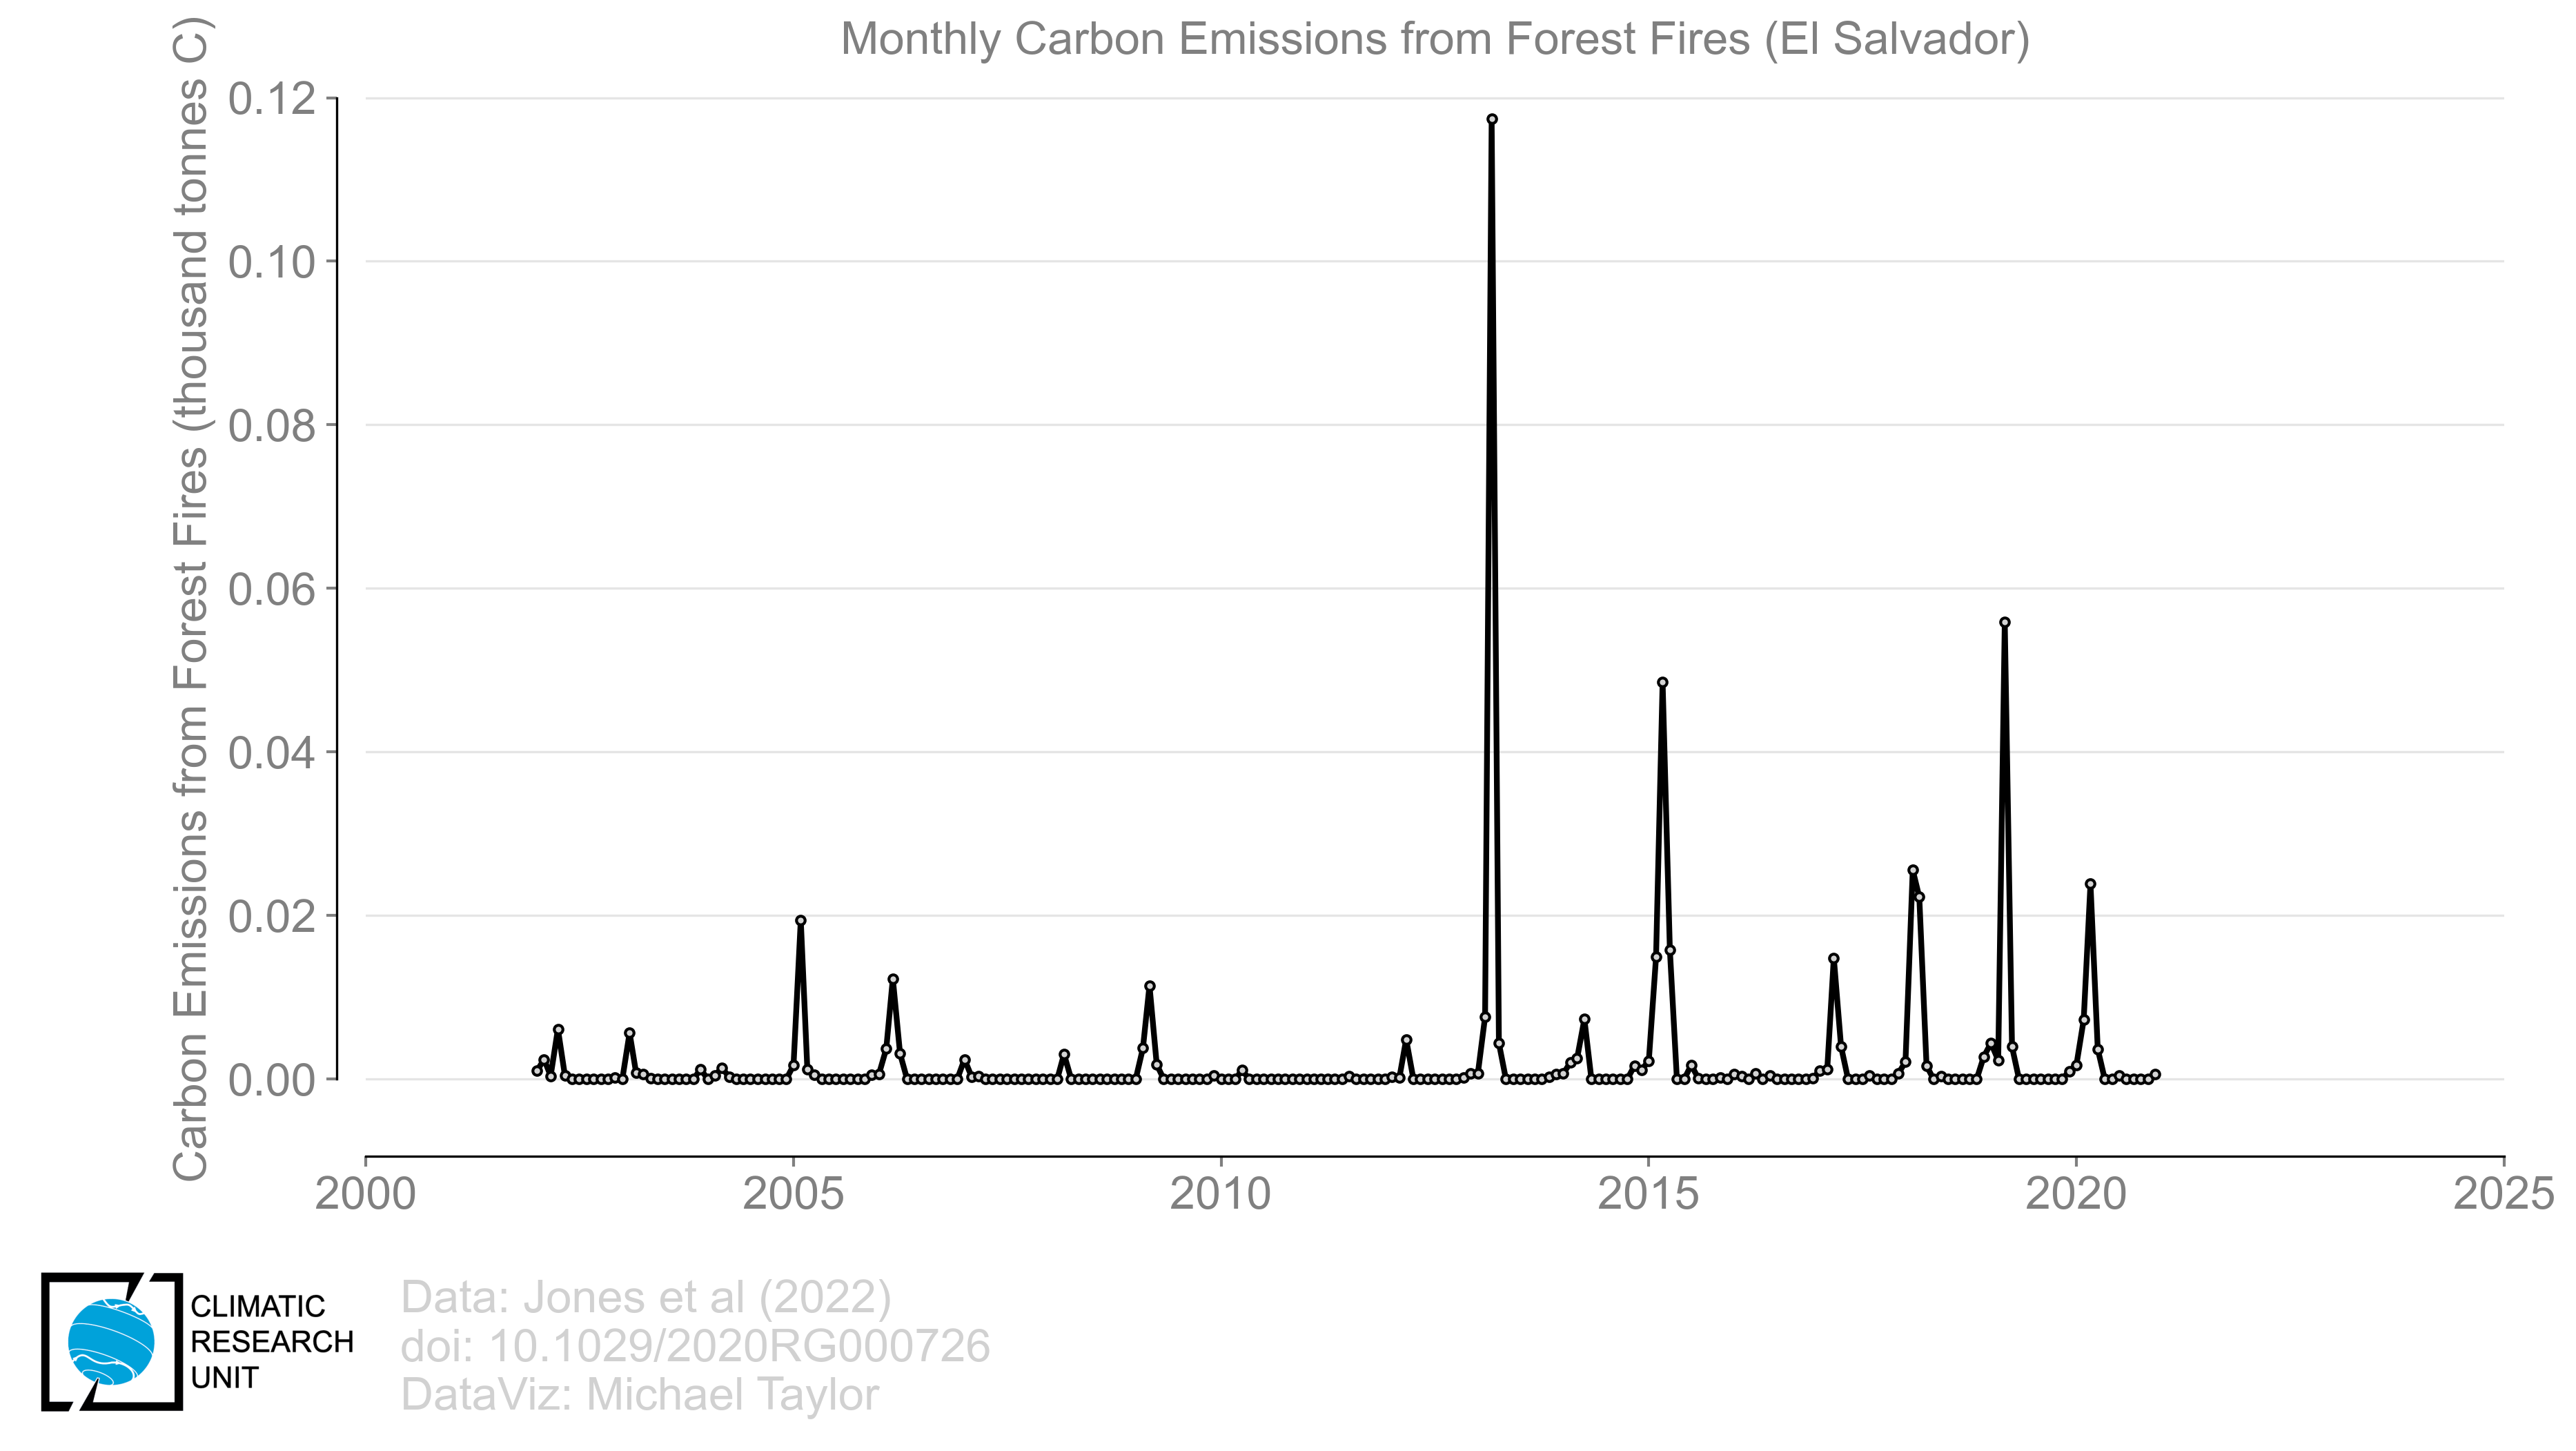 Monthly Carbon Emissions from Forest Fires (El Salvador)
Carbon Emissions from Forest Fires (thousand tonnes C)
0.12
0.10
0.08
0.06
0.04
0.02
0.00
2000 2005 2010 2015 2020 2025
CLIMATIC
RESEARCH
UNIT
Data: Jones et al (2022)
doi: 10.1029/2020RG000726
DataViz: Michael Taylor